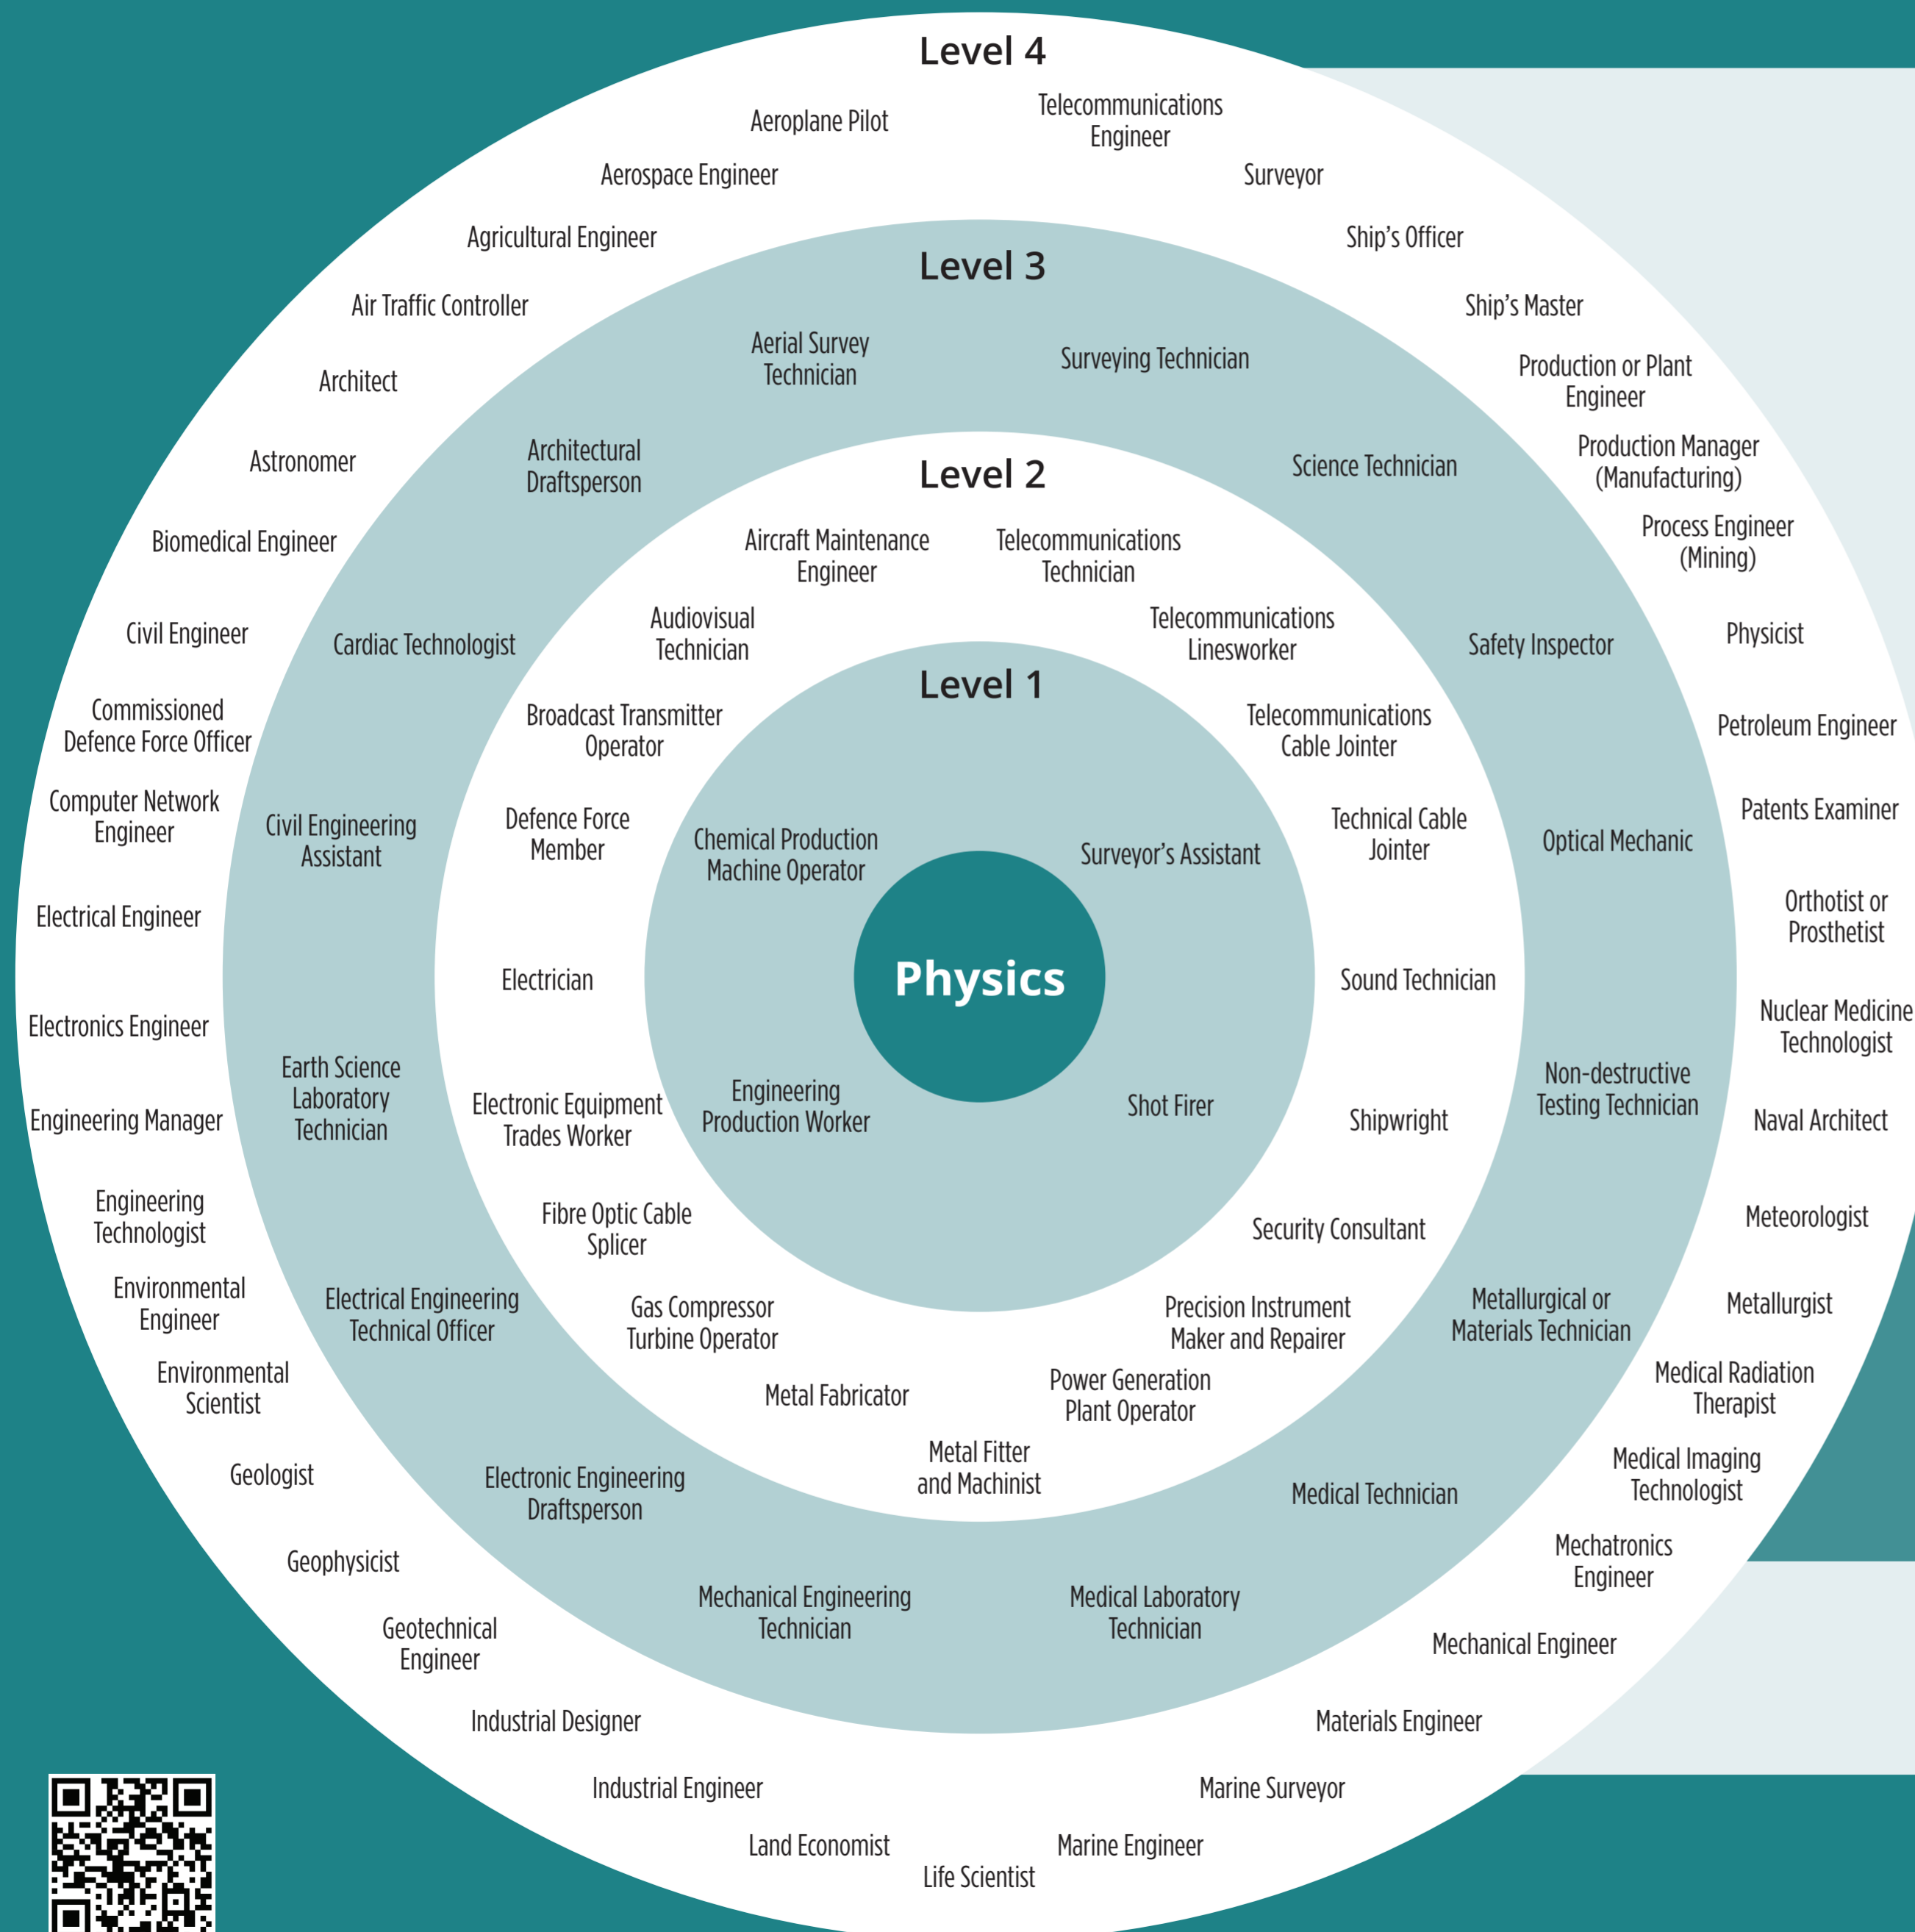 Level 4
Aeroplane Pilot
Telecommunications
Engineer
Aerospace Engineer
Surveyor
Agricultural Engineer
Ship’s Officer
Air Traffic Controller
Ship’s Master
Architect
Production or Plant
Engineer
Astronomer
Production Manager
(Manufacturing)
Biomedical Engineer
Process Engineer
(Mining)
Civil Engineer
Physicist
Commissioned
Defence Force Officer
Petroleum Engineer
Computer Network
Engineer
Patents Examiner
Electrical Engineer
Orthotist or
Prosthetist
Electronics Engineer
Nuclear Medicine
Technologist
Engineering Manager
Naval Architect
Engineering
Technologist
Meteorologist
Environmental
Engineer
Metallurgist
Environmental
Scientist
Medical Radiation
Therapist
Geologist
Medical Imaging
Technologist
Geophysicist
Mechatronics
Engineer
Geotechnical
Engineer
Mechanical Engineer
Industrial Designer
Materials Engineer
Industrial Engineer
Marine Surveyor
Land Economist
Marine Engineer
Life Scientist
Level 3
Aerial Survey
Technician
Surveying Technician
Architectural
Draftsperson
Science Technician
Cardiac Technologist
Safety Inspector
Civil Engineering
Assistant
Optical Mechanic
Earth Science
Laboratory
Technician
Non-destructive
Testing Technician
Electrical Engineering
Technical Officer
Metallurgical or
Materials Technician
Electronic Engineering
Draftsperson
Medical Technician
Mechanical Engineering
Technician
Medical Laboratory
Technician
Level 2
Aircraft Maintenance
Engineer
Telecommunications
Technician
Audiovisual
Technician
Telecommunications
Linesworker
Broadcast Transmitter
Operator
Telecommunications
Cable Jointer
Defence Force
Member
Technical Cable
Jointer
Electrician
Sound Technician
Electronic Equipment
Trades Worker
Shipwright
Fibre Optic Cable
Splicer
Security Consultant
Gas Compressor
Turbine Operator
Precision Instrument
Maker and Repairer
Metal Fabricator
Power Generation
Plant Operator
Metal Fitter
and Machinist
Level 1
Chemical Production
Machine Operator
Surveyor’s Assistant
Engineering
Production Worker
Shot Firer
Physics